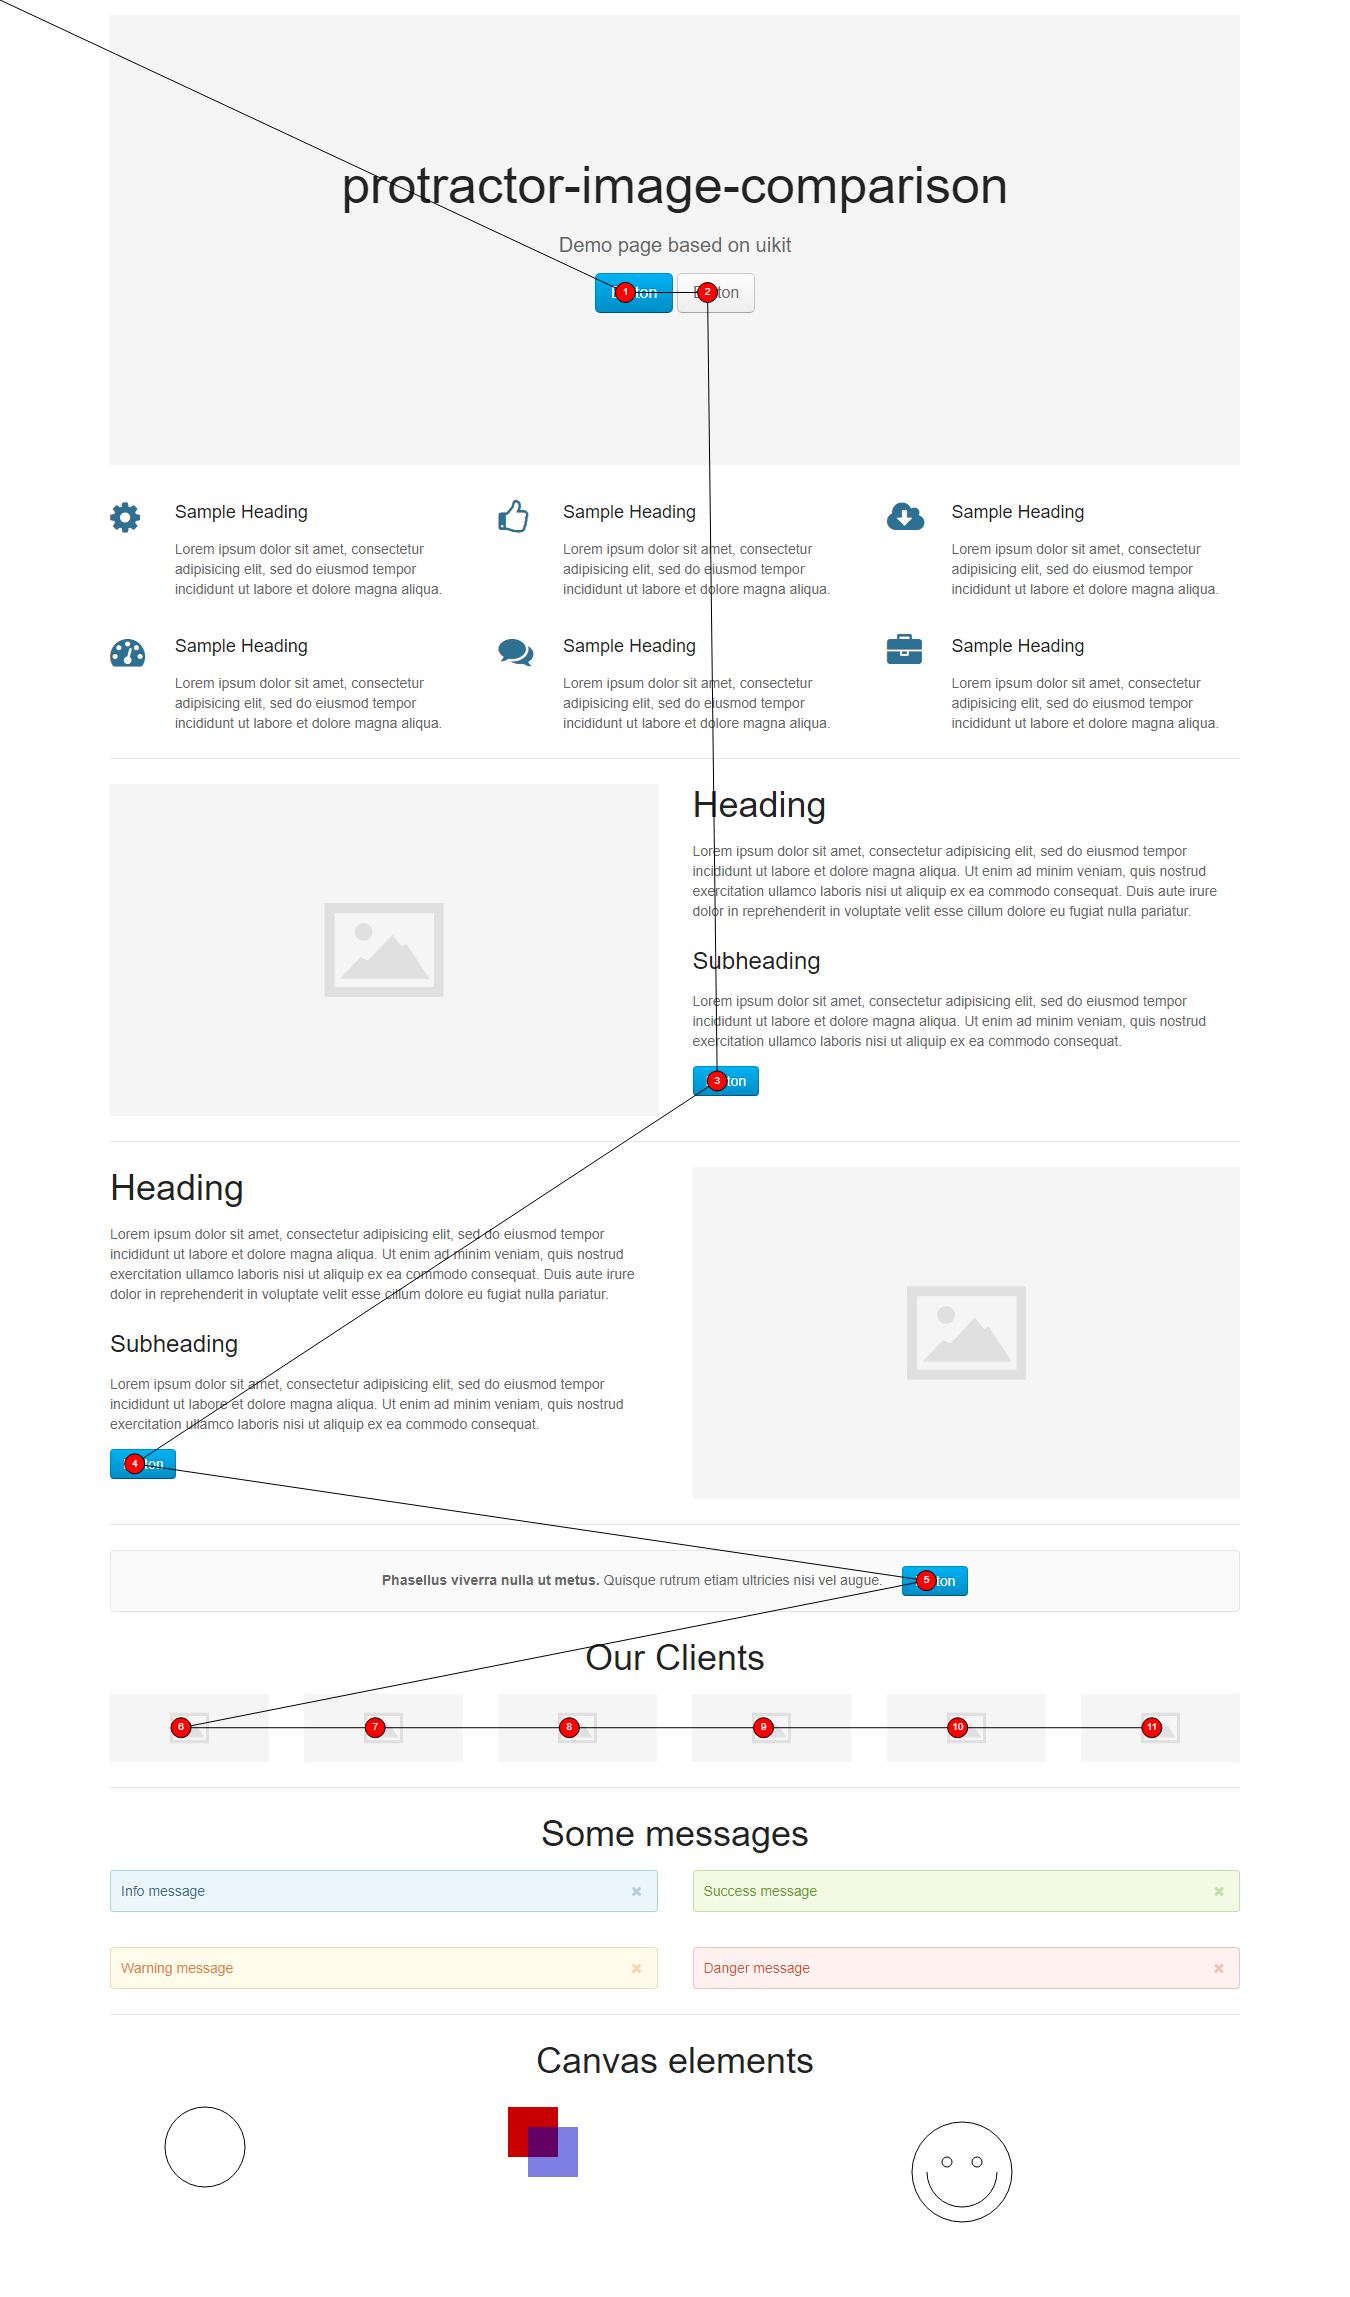 protractor-image-comparison
Demo page based on uikit
1
2
Sample Heading
Lorem ipsum dolor sit amet, consectetur
adipisicing elit, sed do eiusmod tempor
incididunt ut labore et dolore magna aliqua.
Sample Heading
Lorem ipsum dolor sit amet, consectetur
adipisicing elit, sed do eiusmod tempor
incididunt ut labore et dolore magna aliqua.
Sample Heading
Lorem ipsum dolor sit amet, consectetur
adipisicing elit, sed do eiusmod tempor
incididunt ut labore et dolore magna aliqua.
Sample Heading
Lorem ipsum dolor sit amet, consectetur
adipisicing elit, sed do eiusmod tempor
incididunt ut labore et dolore magna aliqua.
Sample Heading
Lorem ipsum dolor sit amet, consectetur
adipisicing elit, sed do eiusmod tempor
incididunt ut labore et dolore magna aliqua.
Sample Heading
Lorem ipsum dolor sit amet, consectetur
adipisicing elit, sed do eiusmod tempor
incididunt ut labore et dolore magna aliqua.
Heading
Lorem ipsum dolor sit amet, consectetur adipisicing elit, sed do eiusmod tempor
incididunt ut labore et dolore magna aliqua. Ut enim ad minim veniam, quis nostrud
exercitation ullamco laboris nisi ut aliquip ex ea commodo consequat. Duis aute irure
dolor in reprehenderit in voluptate velit esse cillum dolore eu fugiat nulla pariatur.
Subheading
Lorem ipsum dolor sit amet, consectetur adipisicing elit, sed do eiusmod tempor
incididunt ut labore et dolore magna aliqua. Ut enim ad minim veniam, quis nostrud
exercitation ullamco laboris nisi ut aliquip ex ea commodo consequat.
3
Heading
Lorem ipsum dolor sit amet, consectetur adipisicing elit, sed do eiusmod tempor
incididunt ut labore et dolore magna aliqua. Ut enim ad minim veniam, quis nostrud
exercitation ullamco laboris nisi ut aliquip ex ea commodo consequat. Duis aute irure
dolor in reprehenderit in voluptate velit esse cillum dolore eu fugiat nulla pariatur.
Subheading
Lorem ipsum dolor sit amet, consectetur adipisicing elit, sed do eiusmod tempor
incididunt ut labore et dolore magna aliqua. Ut enim ad minim veniam, quis nostrud
exercitation ullamco laboris nisi ut aliquip ex ea commodo consequat.
4
Phasellus viverra nulla ut metus. Quisque rutrum etiam ultricies nisi vel augue.
5
Our Clients
6
7
8
9
10
11
Some messages
Info message
Success message
Warning message
Danger message
Canvas elements